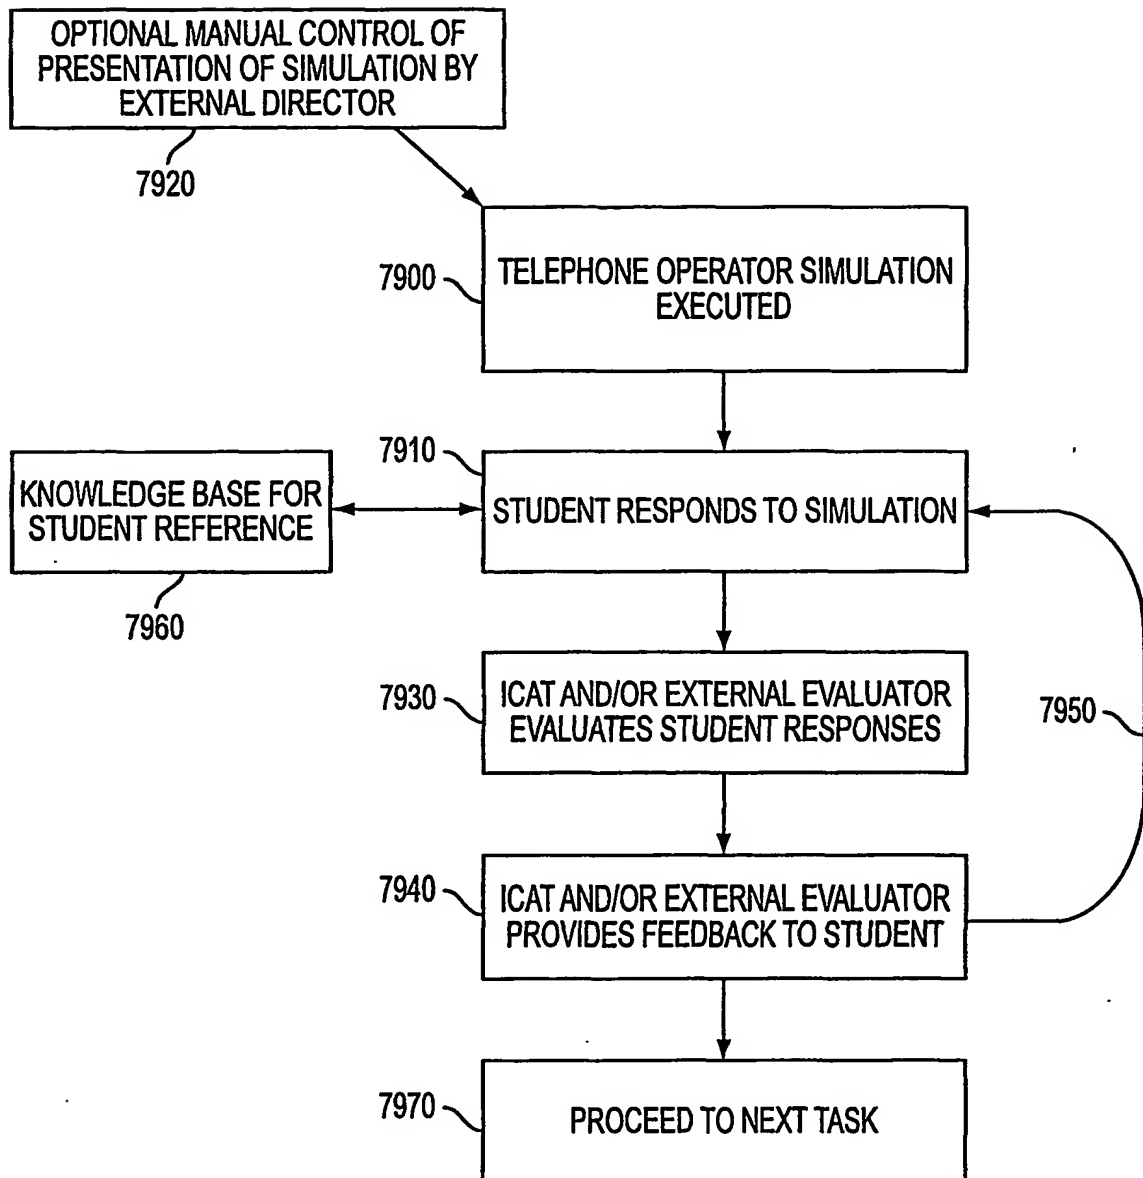 OPTIONAL MANUAL CONTROL OF
PRESENTATION OF SIMULATION BY
EXTERNAL DIRECTOR
7920
7900
TELEPHONE OPERATOR SIMULATION
EXECUTED
7910
KNOWLEDGE BASE FOR
STUDENT REFERENCE
STUDENT RESPONDS TO SIMULATION
7960
7930
ICAT AND/OR EXTERNAL EVALUATOR
EVALUATES STUDENT RESPONSES
7950
7940
ICAT AND/OR EXTERNAL EVALUATOR
PROVIDES FEEDBACK TO STUDENT
7970
PROCEED TO NEXT TASK